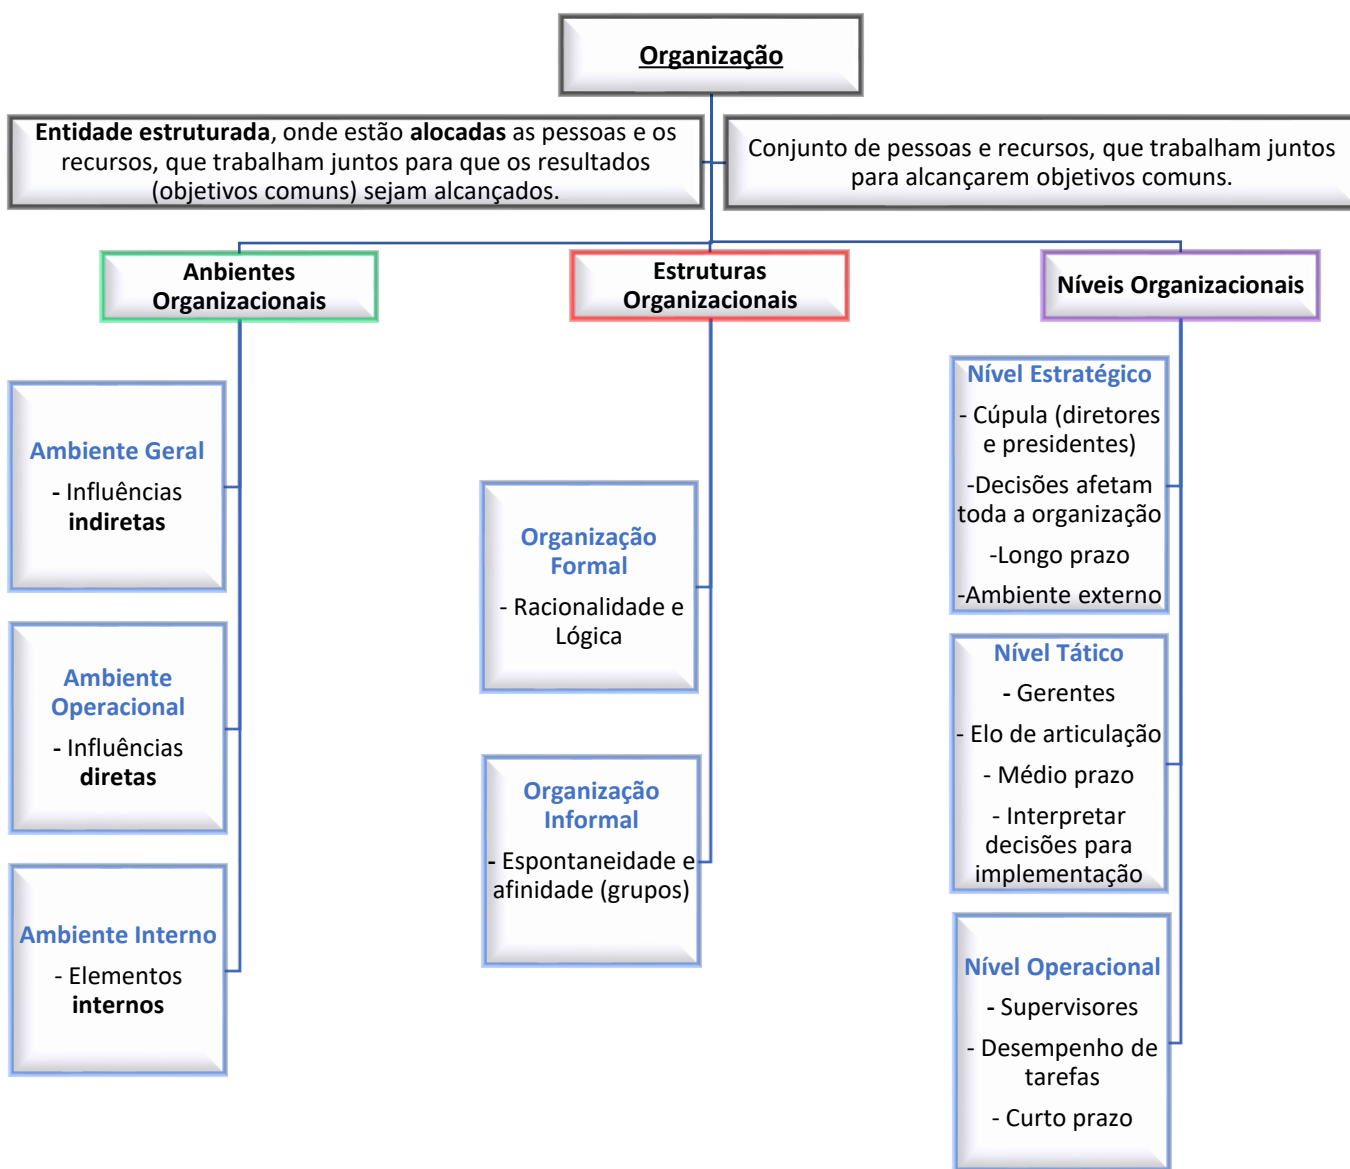 Organização
Entidade estruturada, onde estão alocadas as pessoas e os
recursos, que trabalham juntos para que os resultados
(objetivos comuns) sejam alcançados.
Conjunto de pessoas e recursos, que trabalham juntos
para alcançarem objetivos comuns.
Anbientes
Organizacionais
Ambiente Geral
- Influências
indiretas
Ambiente
Operacional
- Influências
diretas
Ambiente Interno
- Elementos
internos
Estruturas
Organizacionais
Organização
Formal
- Racionalidade e
Lógica
Organização
Informal
- Espontaneidade e
afinidade (grupos)
Níveis Organizacionais
Nível Estratégico
- Cúpula (diretores
e presidentes)
-Decisões afetam
toda a organização
-Longo prazo
-Ambiente externo
Nível Tático
- Gerentes
- Elo de articulação
- Médio prazo
- Interpretar
decisões para
implementação
Nível Operacional
- Supervisores
- Desempenho de
tarefas
- Curto prazo